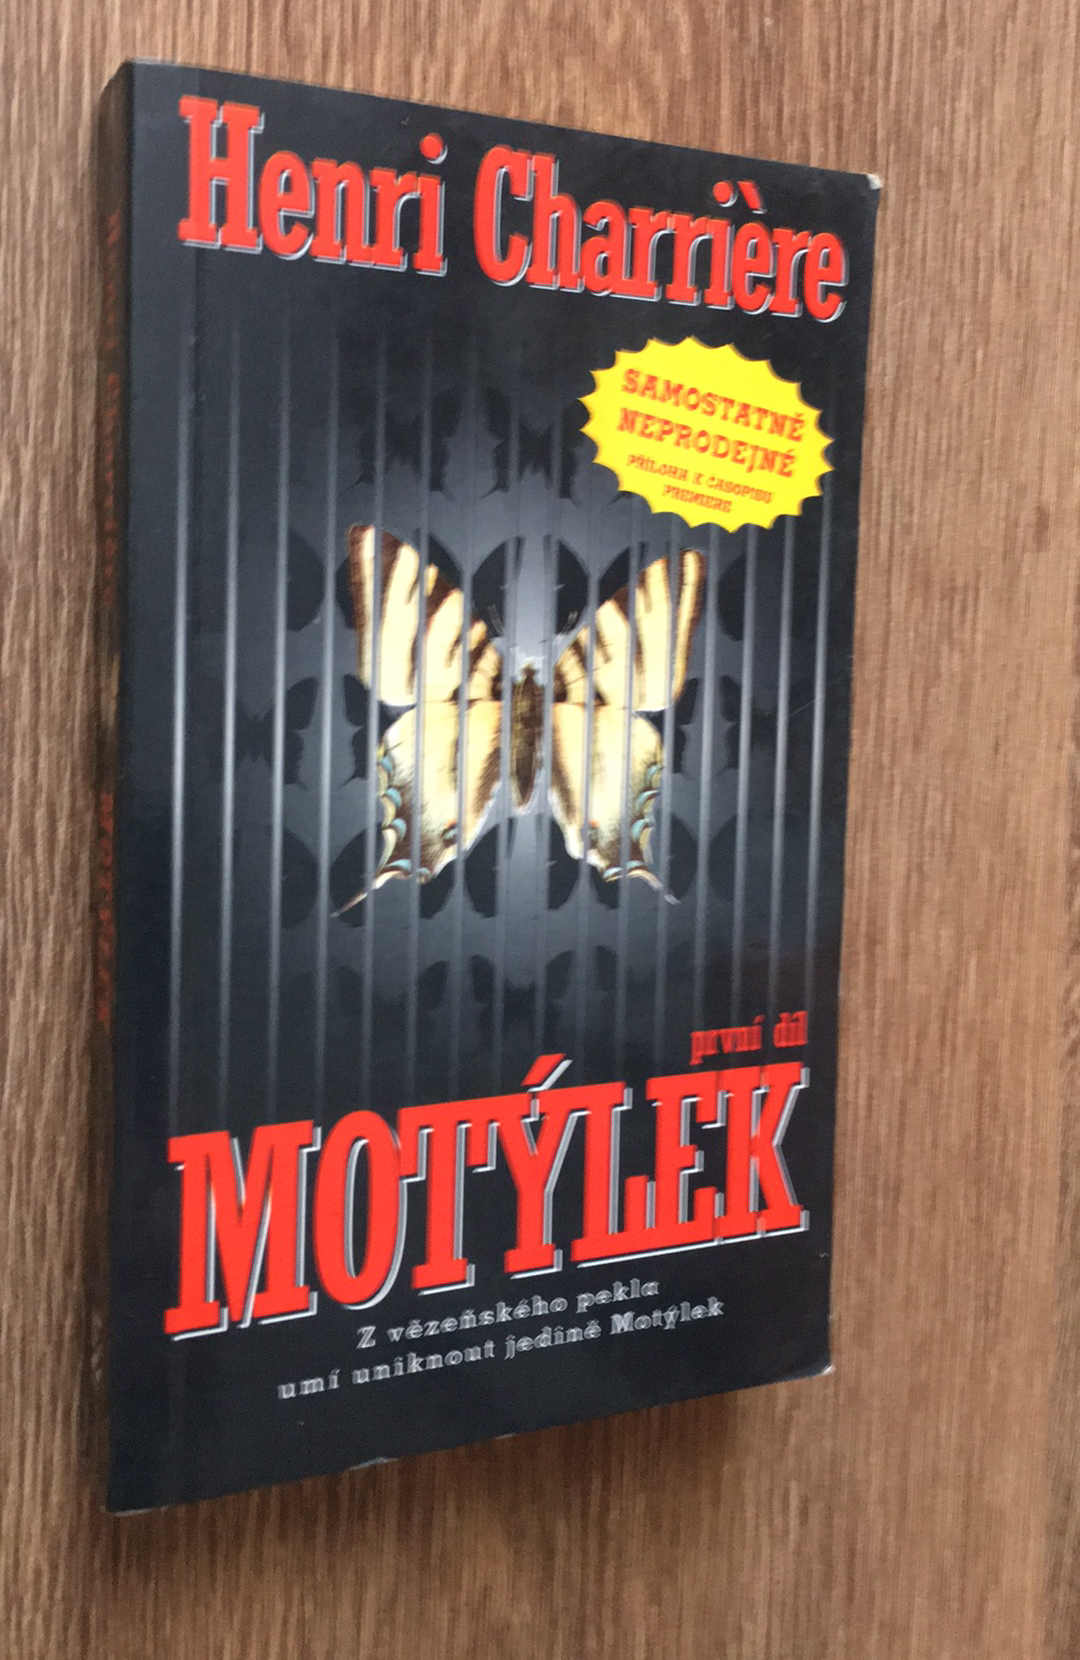 Henri Charrière
SAMOSTATNĚ
NEPRODEJNÉ
PŘÍLOHA K ČASOPISU
PREMIERE
první díl
MOTÝLEK
Z vězeňského pekla
umí uniknout jedině Motýlek